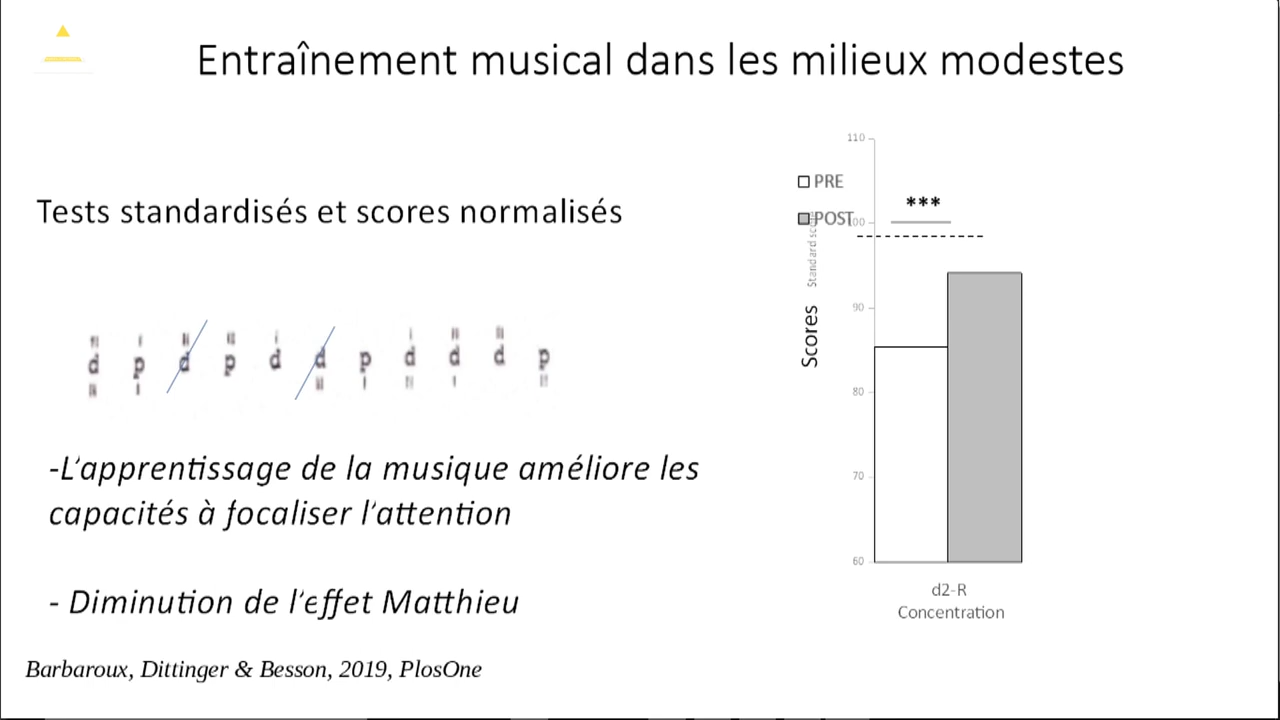 Entraînement musical dans les milieux modestes
Tests standardisés et scores normalisés
d p d p d d p d d d p
-L'apprentissage de la musique améliore les
capacités à focaliser l'attention
- Diminution de l'effet Matthieu
Barbaroux, Dittinger & Besson, 2019, PlosOne
110
PRE
***
POST
Standard
Scores
90
80
70
60
d2-R
Concentration